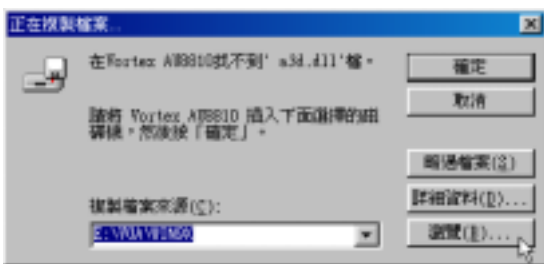 正在複製檔案...
在Vortex AU8810找不到' a3d.dll'檔。
請將 Vortex AU8810 插入下面選擇的磁
碟機,然後按「確定」。
確定
取消
略過檔案(S)
詳細資料(D)...
複製檔案來源(C):
瀏覽(B)...